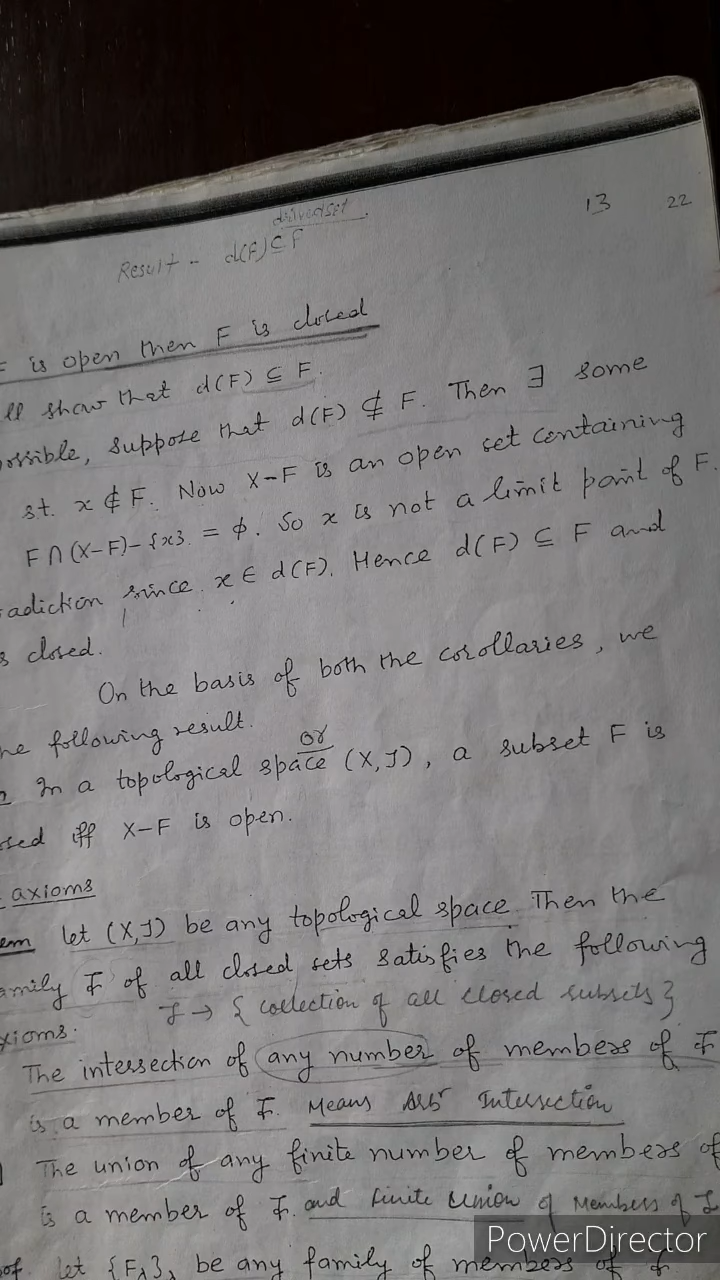 13 22
derivedset
Result - d(F) ⊆ F
is open then F is closed
ll show that d(F) ⊆ F.
ossible, suppose that d(F) ⊈ F. Then ∃ some
st. x ∉ F. Now X-F is an open set containing
F∩(X-F)-{x}. = ϕ. So x is not a limit point of F.
adiction since x ∈ d(F). Hence d(F) ⊆ F and
s closed.
On the basis of both the corollaries, we
he following result.
or
In a topological space (X,J), a subset F is
sed iff X-F is open.
axioms
em let (X,J) be any topological space. Then the
amily F of all closed sets satisfies the following
F → { collection of all closed subsets }
xioms.
The intersection of any number of members of F
is a member of F. Means Arb Intersection
The union of any finite number of members of
is a member of F. and finite union of Members of F
of let {Fλ}λ be any family of members of F.
PowerDirector